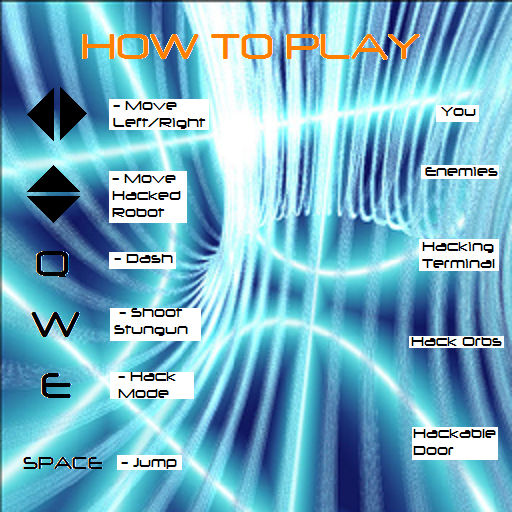 HOW TO PLAY
- Move
Left/Right
You
- Move
Hacked
Robot
Enemies
Q
- Dash
Hacking
Terminal
W
- Shoot
Stungun
Hack Orbs
E
- Hack
Mode
Hackable
Door
SPACE
- Jump